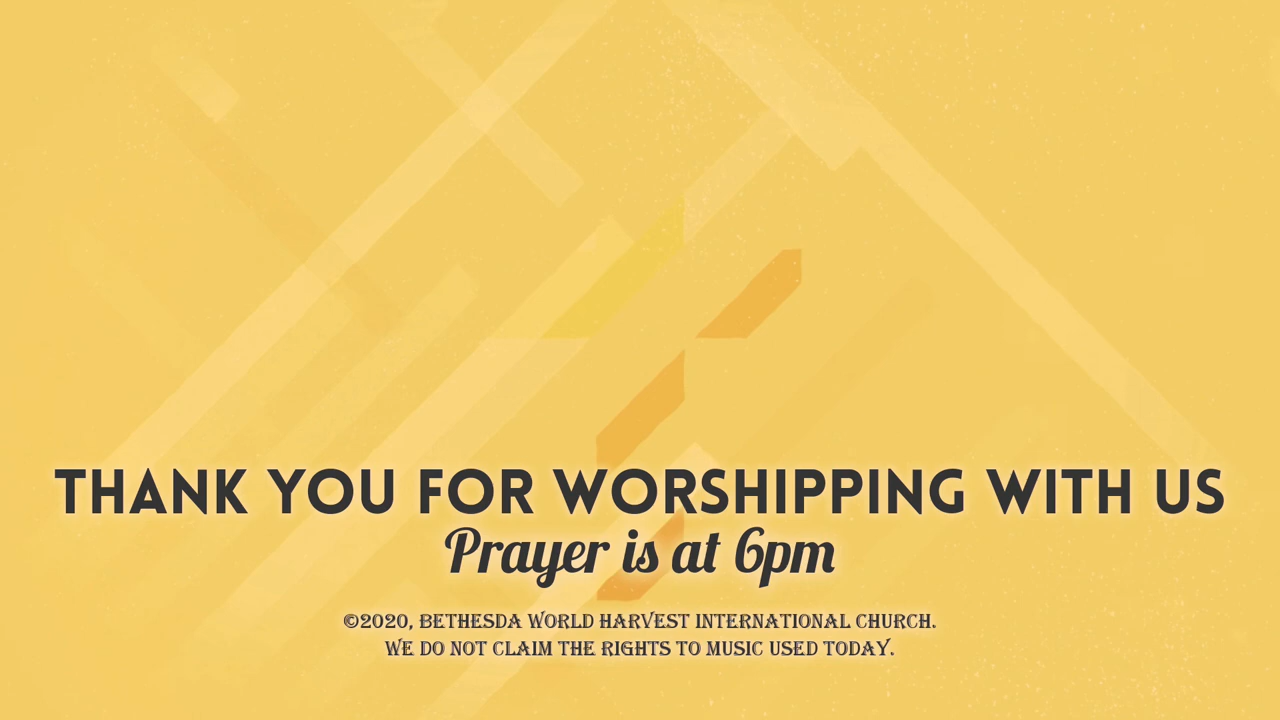 THANK YOU FOR WORSHIPPING WITH US
Prayer is at 6pm
©2020, BETHESDA WORLD HARVEST INTERNATIONAL CHURCH.
WE DO NOT CLAIM THE RIGHTS TO MUSIC USED TODAY.